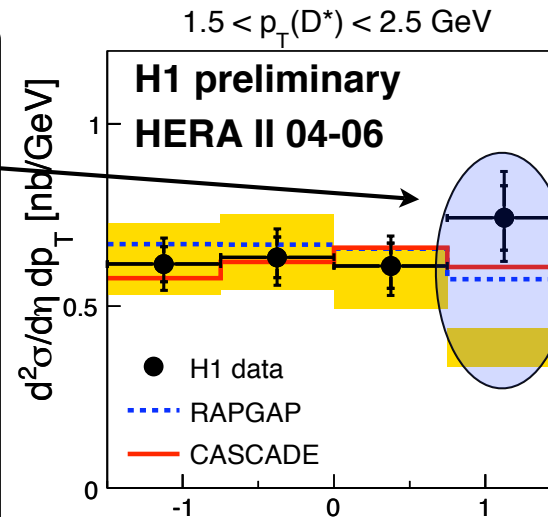 1.5 < p_T(D*) < 2.5 GeV
H1 preliminary
HERA II 04-06
d²σ/dη dp_T [nb/GeV]
1
0.5
0
H1 data
RAPGAP
CASCADE
-1 0 1